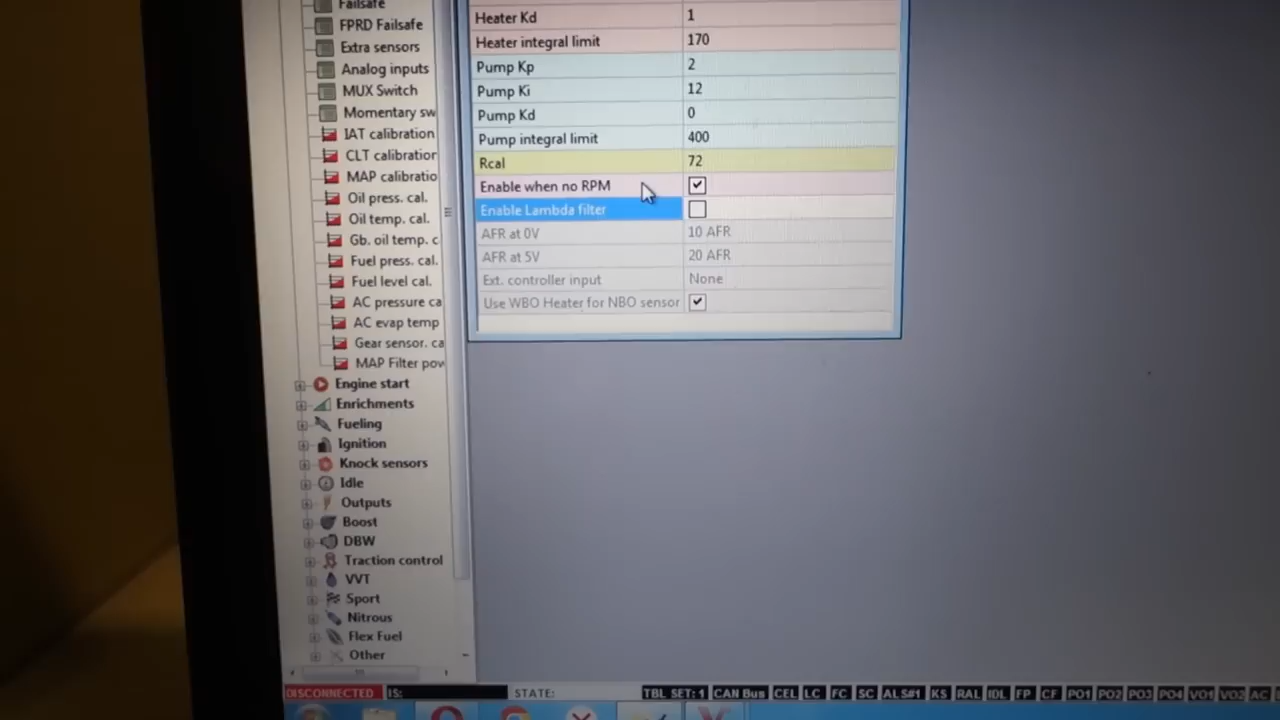 Failsafe
FPRD Failsafe
Extra sensors
Analog inputs
MUX Switch
Momentary sw
IAT calibration
CLT calibration
MAP calibratio
Oil press. cal.
Oil temp. cal.
Gb. oil temp. c
Fuel press. cal.
Fuel level cal.
AC pressure ca
AC evap temp
Gear sensor. ca
MAP Filter pow
Engine start
Enrichments
Fueling
Ignition
Knock sensors
Idle
Outputs
Boost
DBW
Traction control
VVT
Sport
Nitrous
Flex Fuel
Other
Heater Kd 1
Heater integral limit 170
Pump Kp 2
Pump Ki 12
Pump Kd 0
Pump integral limit 400
Rcal 72
Enable when no RPM
Enable Lambda filter
AFR at 0V 10 AFR
AFR at 5V 20 AFR
Ext. controller input None
Use WBO Heater for NBO sensor
DISCONNECTED IS: STATE: TBL SET: 1 CAN Bus CEL LC FC SC ALS#1 KS RAL IDL FP CF PO1 PO2 PO3 PO4 VO1 VO2 AC